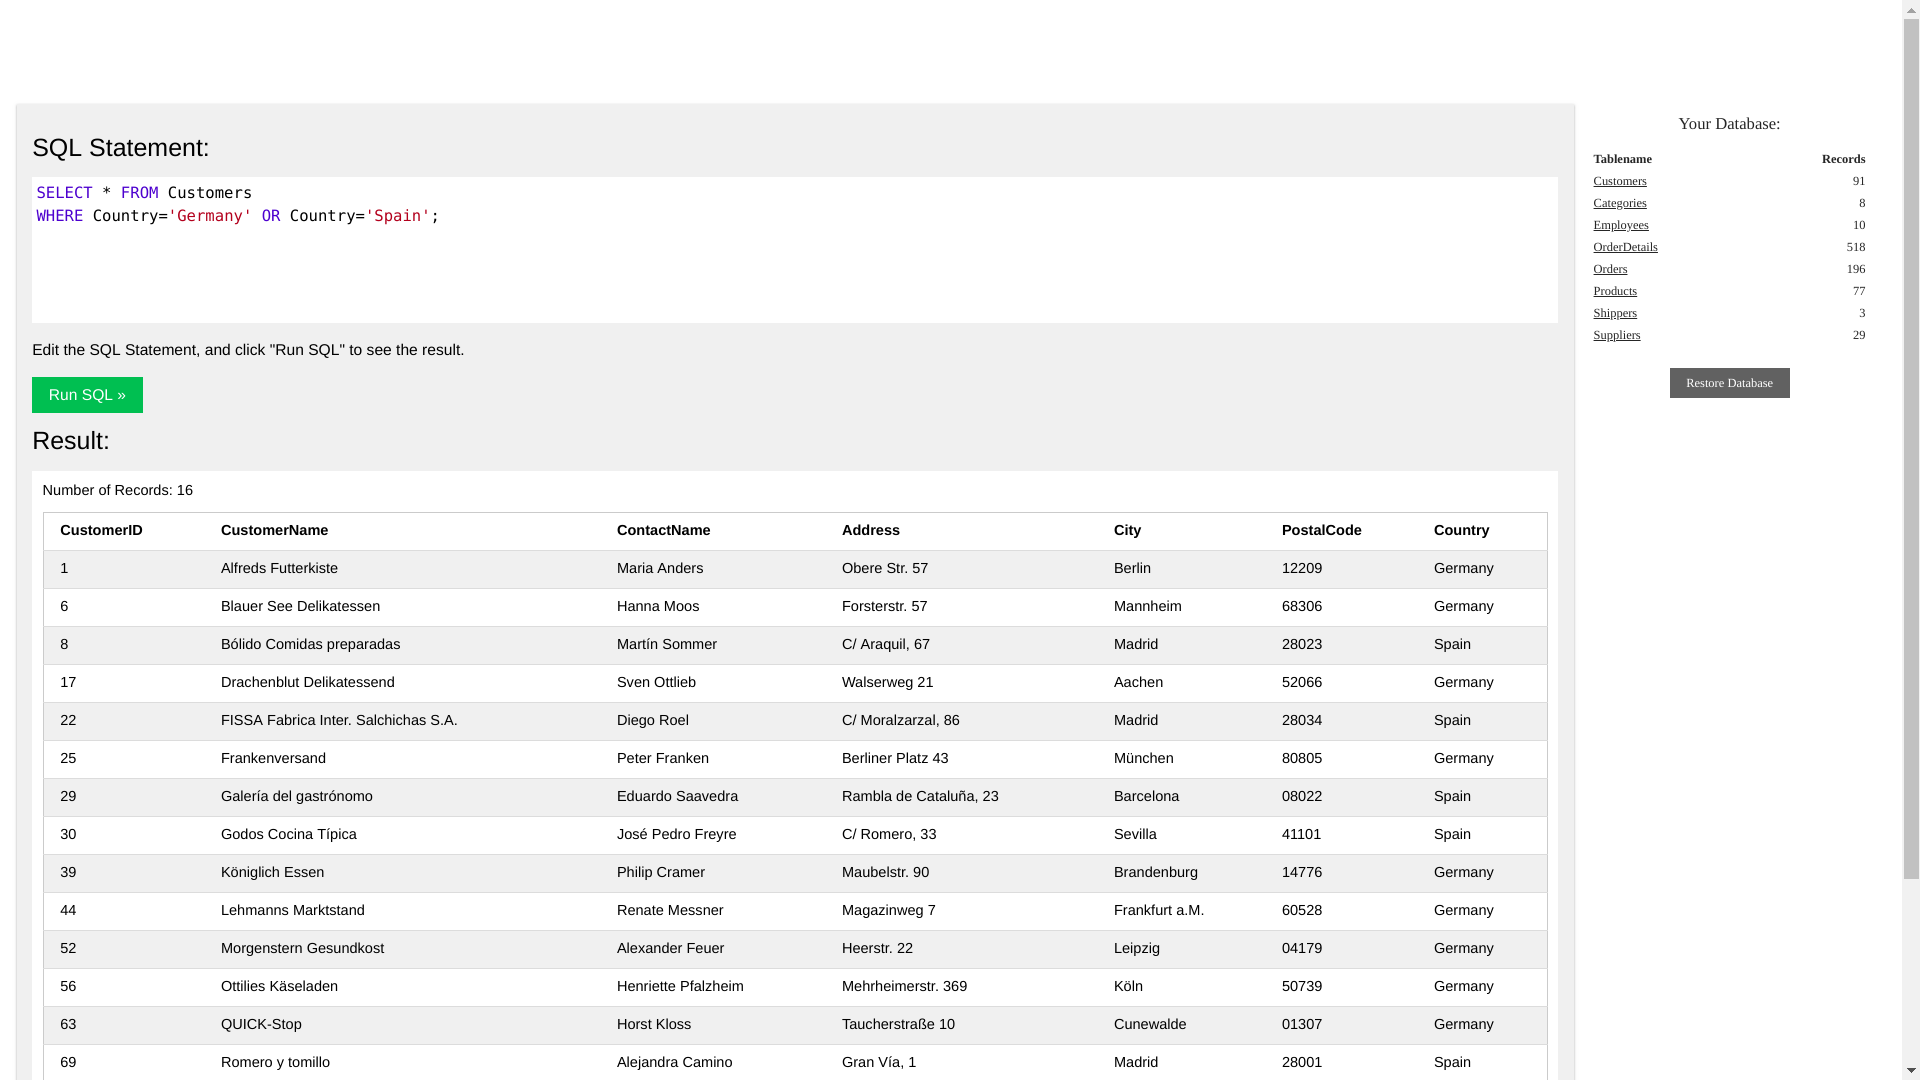 SQL Statement:
SELECT * FROM Customers
WHERE Country='Germany' OR Country='Spain';
Edit the SQL Statement, and click "Run SQL" to see the result.
Run SQL »
Result:
Number of Records: 16
CustomerID CustomerName ContactName Address City PostalCode Country
1 Alfreds Futterkiste Maria Anders Obere Str. 57 Berlin 12209 Germany
6 Blauer See Delikatessen Hanna Moos Forsterstr. 57 Mannheim 68306 Germany
8 Bólido Comidas preparadas Martín Sommer C/ Araquil, 67 Madrid 28023 Spain
17 Drachenblut Delikatessend Sven Ottlieb Walserweg 21 Aachen 52066 Germany
22 FISSA Fabrica Inter. Salchichas S.A. Diego Roel C/ Moralzarzal, 86 Madrid 28034 Spain
25 Frankenversand Peter Franken Berliner Platz 43 München 80805 Germany
29 Galería del gastrónomo Eduardo Saavedra Rambla de Cataluña, 23 Barcelona 08022 Spain
30 Godos Cocina Típica José Pedro Freyre C/ Romero, 33 Sevilla 41101 Spain
39 Königlich Essen Philip Cramer Maubelstr. 90 Brandenburg 14776 Germany
44 Lehmanns Marktstand Renate Messner Magazinweg 7 Frankfurt a.M. 60528 Germany
52 Morgenstern Gesundkost Alexander Feuer Heerstr. 22 Leipzig 04179 Germany
56 Ottilies Käseladen Henriette Pfalzheim Mehrheimerstr. 369 Köln 50739 Germany
63 QUICK-Stop Horst Kloss Taucherstraße 10 Cunewalde 01307 Germany
69 Romero y tomillo Alejandra Camino Gran Vía, 1 Madrid 28001 Spain
Your Database:
Tablename Records
Customers 91
Categories 8
Employees 10
OrderDetails 518
Orders 196
Products 77
Shippers 3
Suppliers 29
Restore Database